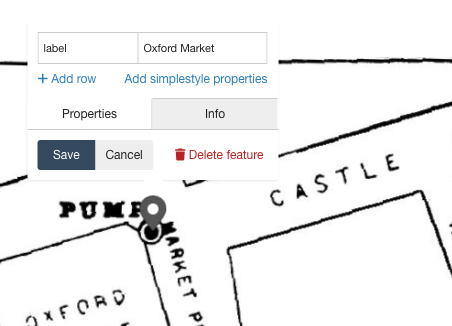 label Oxford Market
+ Add row Add simplestyle properties
Properties Info
Save Cancel Delete feature
CASTLE
PUMP
MARKET
OXFORD